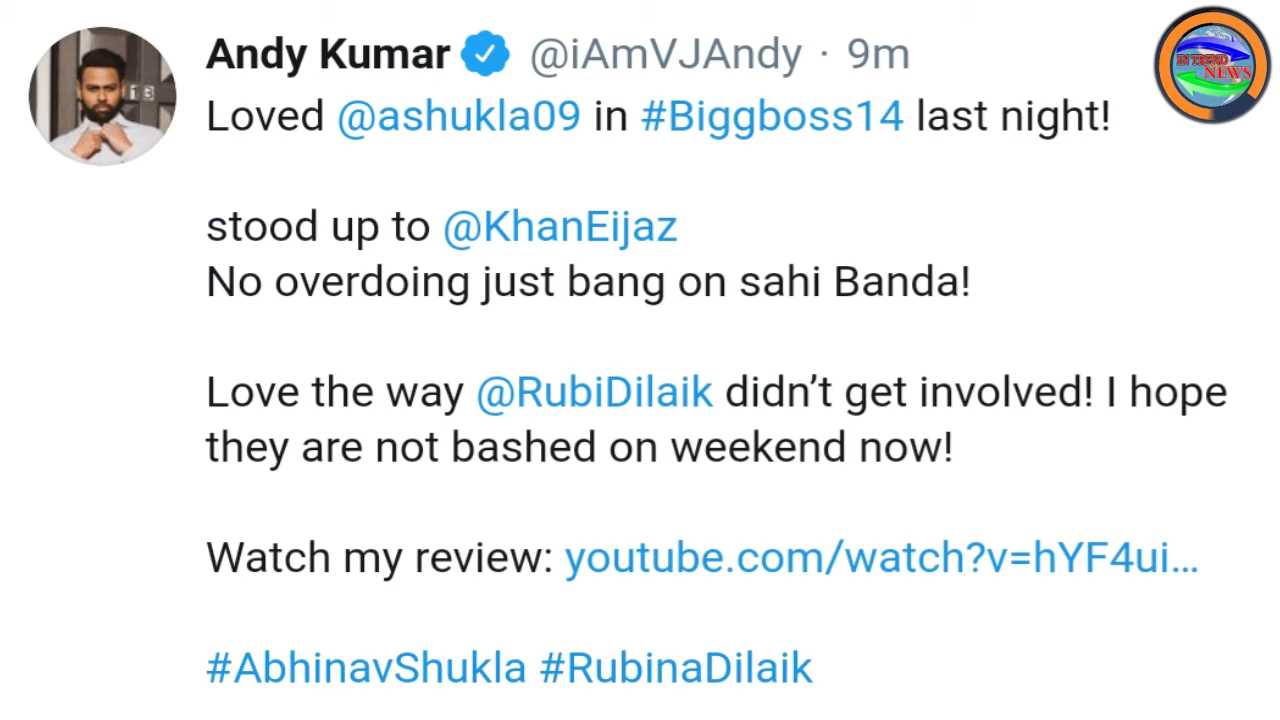 Andy Kumar @iAmVJAndy · 9m
IN TREND
NEWS
Loved @ashukla09 in #Biggboss14 last night!
stood up to @KhanEijaz
No overdoing just bang on sahi Banda!
Love the way @RubiDilaik didn’t get involved! I hope
they are not bashed on weekend now!
Watch my review: youtube.com/watch?v=hYF4ui…
#AbhinavShukla #RubinaDilaik